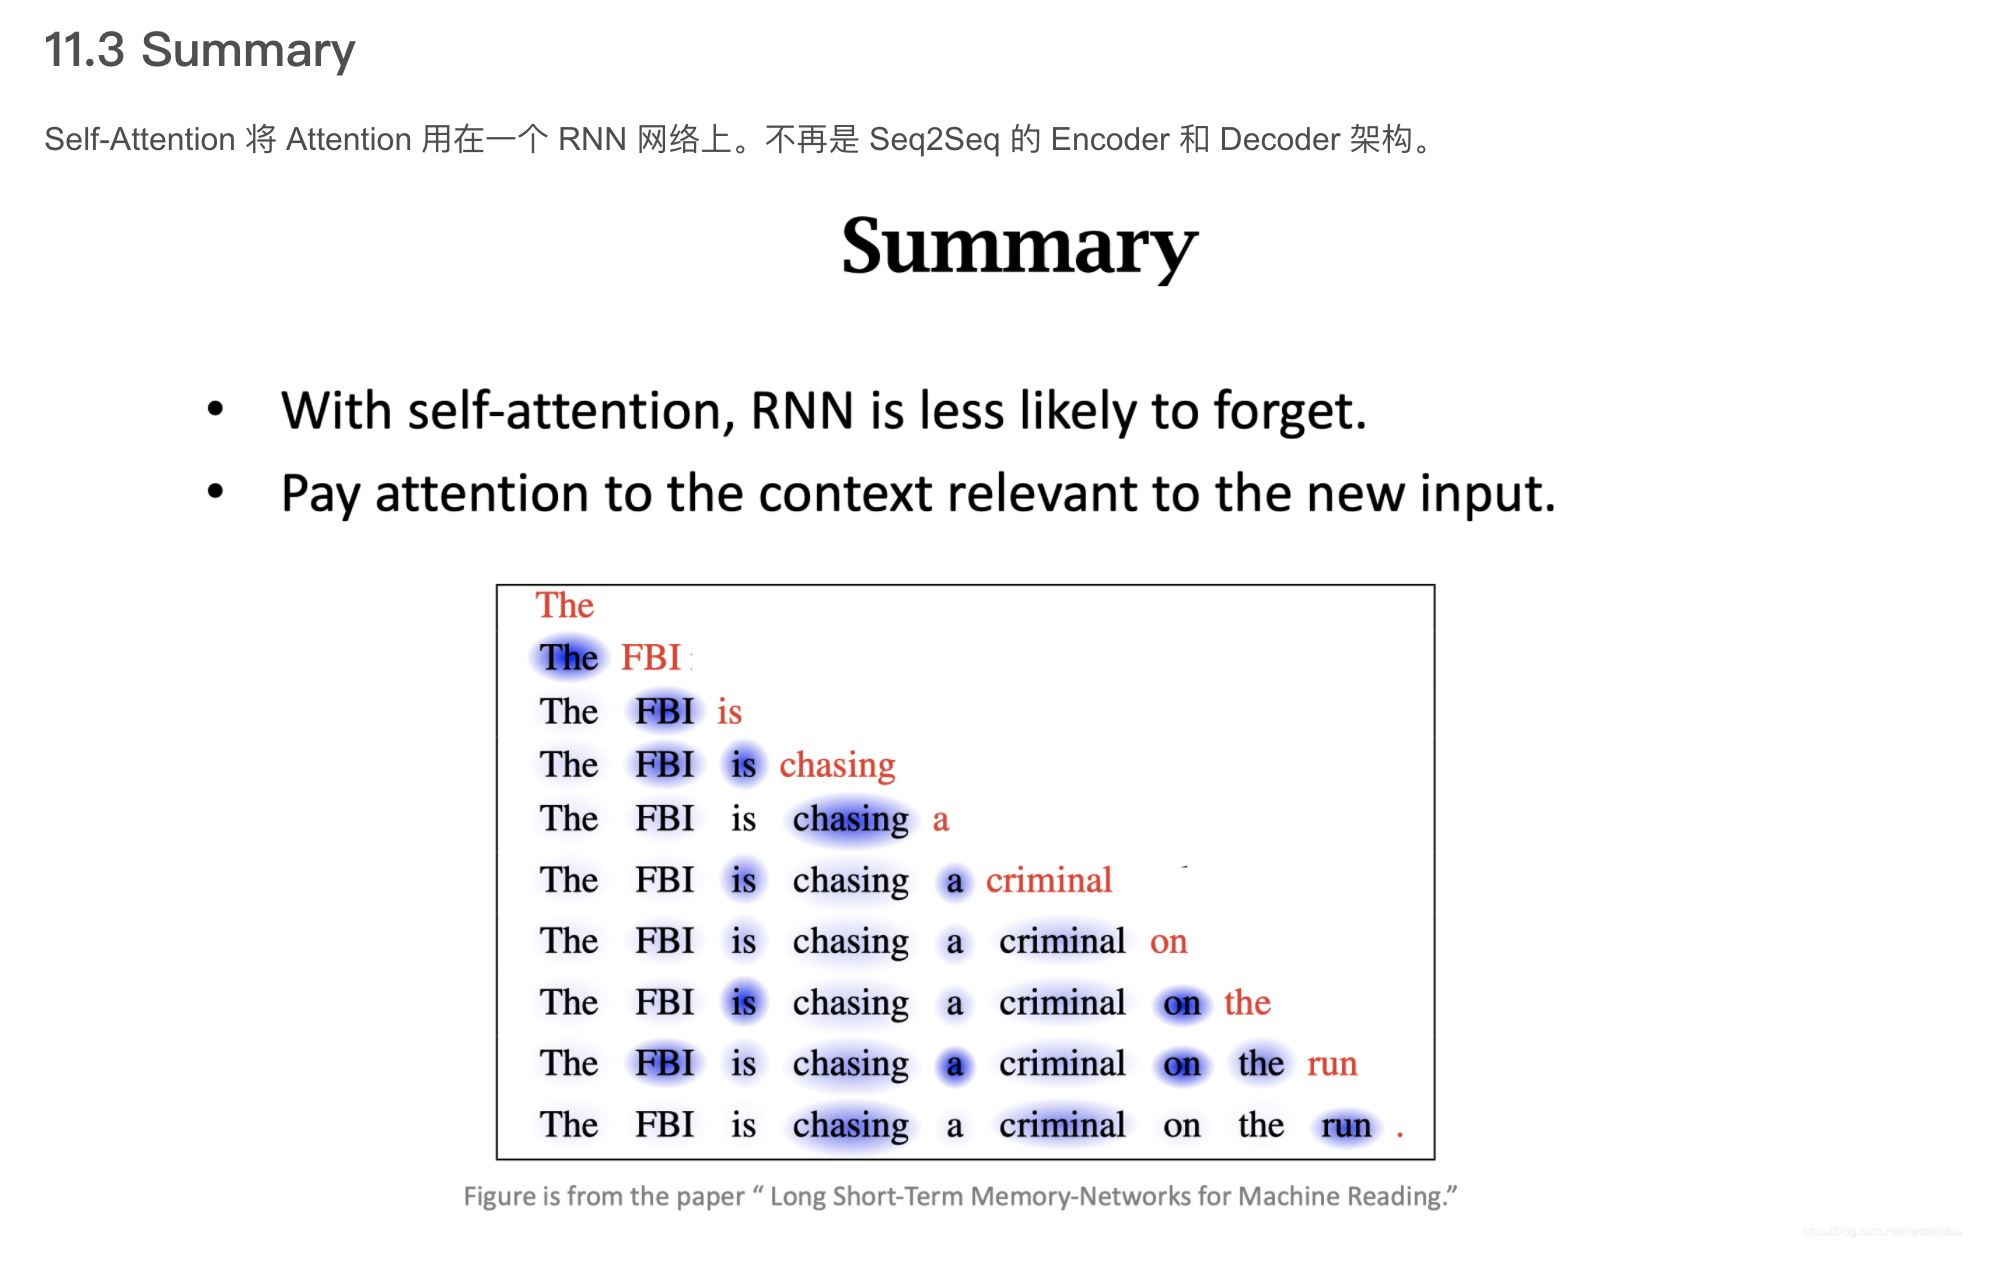 11.3 Summary
Self-Attention 将 Attention 用在一个 RNN 网络上。不再是 Seq2Seq 的 Encoder 和 Decoder 架构。
Summary
• With self-attention, RNN is less likely to forget.
• Pay attention to the context relevant to the new input.
The
The FBI
The FBI is
The FBI is chasing
The FBI is chasing a
The FBI is chasing a criminal
The FBI is chasing a criminal on
The FBI is chasing a criminal on the
The FBI is chasing a criminal on the run
The FBI is chasing a criminal on the run .
Figure is from the paper “ Long Short-Term Memory-Networks for Machine Reading.”
https://blog.csdn.net/myonelotus